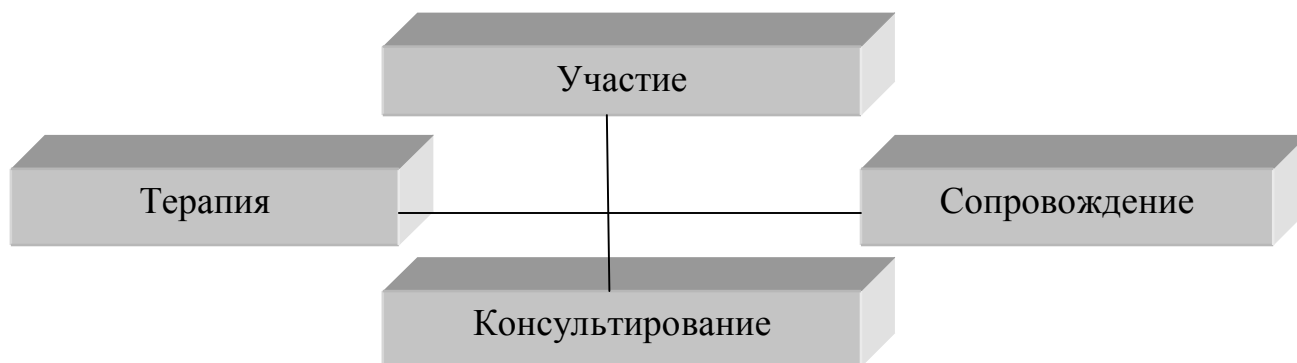 Участие
Терапия
Сопровождение
Консультирование